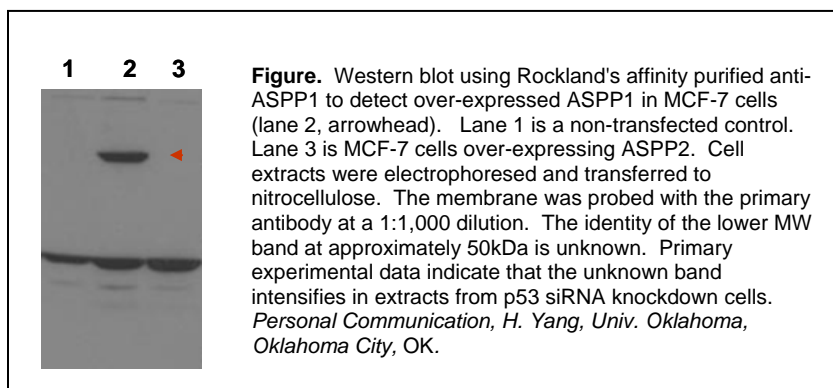 1 2 3
Figure. Western blot using Rockland's affinity purified anti-
ASPP1 to detect over-expressed ASPP1 in MCF-7 cells
(lane 2, arrowhead). Lane 1 is a non-transfected control.
Lane 3 is MCF-7 cells over-expressing ASPP2. Cell
extracts were electrophoresed and transferred to
nitrocellulose. The membrane was probed with the primary
antibody at a 1:1,000 dilution. The identity of the lower MW
band at approximately 50kDa is unknown. Primary
experimental data indicate that the unknown band
intensifies in extracts from p53 siRNA knockdown cells.
Personal Communication, H. Yang, Univ. Oklahoma,
Oklahoma City, OK.